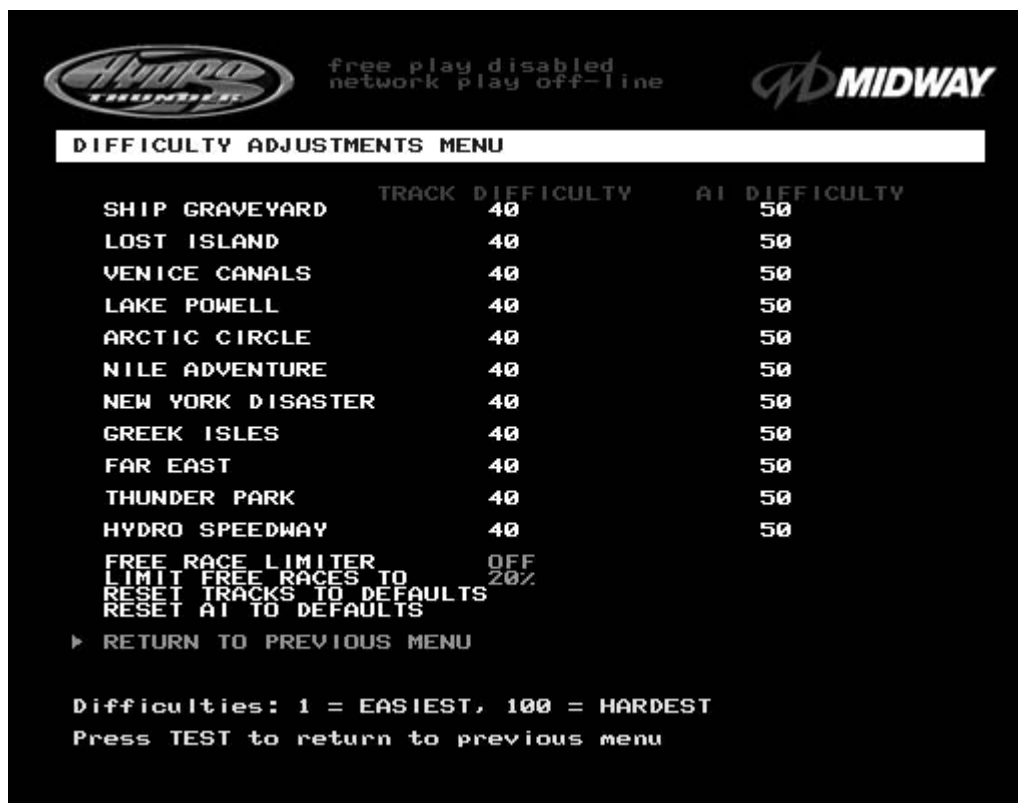 HYDRO THUNDER
free play disabled
network play off-line
MIDWAY
DIFFICULTY ADJUSTMENTS MENU
TRACK DIFFICULTY AI DIFFICULTY
SHIP GRAVEYARD 40 50
LOST ISLAND 40 50
VENICE CANALS 40 50
LAKE POWELL 40 50
ARCTIC CIRCLE 40 50
NILE ADVENTURE 40 50
NEW YORK DISASTER 40 50
GREEK ISLES 40 50
FAR EAST 40 50
THUNDER PARK 40 50
HYDRO SPEEDWAY 40 50
FREE RACE LIMITER OFF
LIMIT FREE RACES TO 20%
RESET TRACKS TO DEFAULTS
RESET AI TO DEFAULTS
RETURN TO PREVIOUS MENU
Difficulties: 1 = EASIEST, 100 = HARDEST
Press TEST to return to previous menu